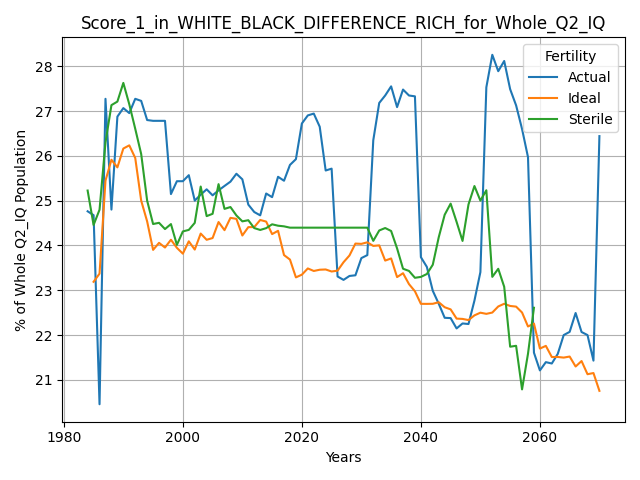 Score_1_in_WHITE_BLACK_DIFFERENCE_RICH_for_Whole_Q2_IQ
Fertility
Actual
Ideal
Sterile
% of Whole Q2_IQ Population
28
27
26
25
24
23
22
21
1980
2000
2020
2040
2060
Years